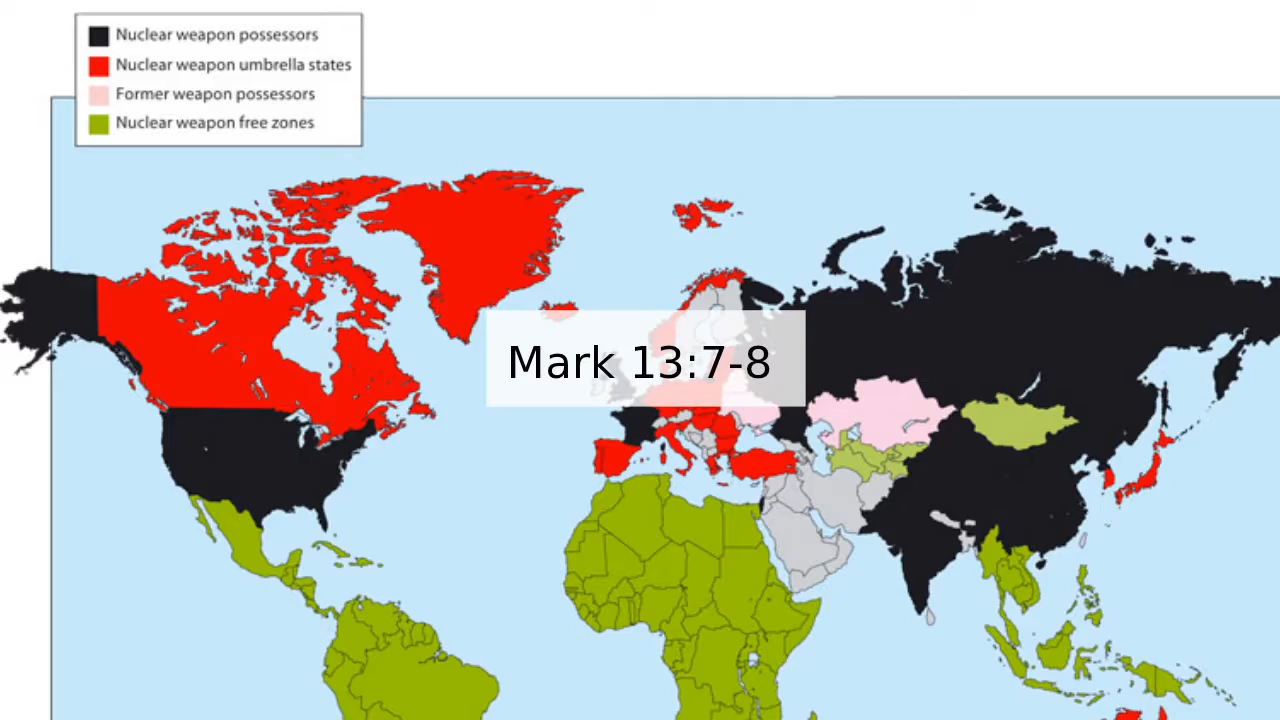 Nuclear weapon possessors
Nuclear weapon umbrella states
Former weapon possessors
Nuclear weapon free zones
Mark 13:7-8